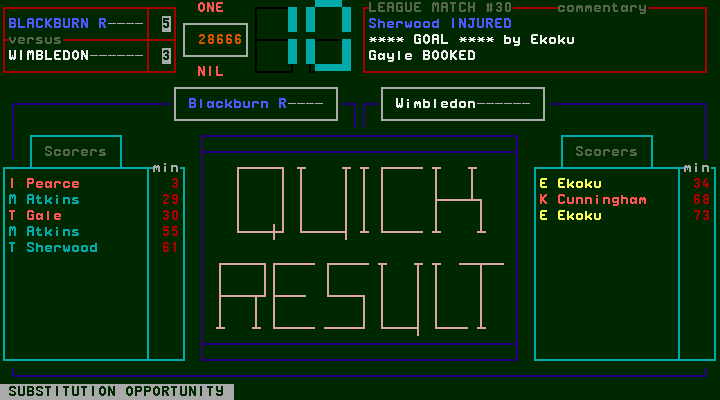 BLACKBURN R---- 5
versus
WIMBLEDON----- 3
ONE
28666
NIL
10
LEAGUE MATCH #30 commentary
Sherwood INJURED
**** GOAL **** by Ekoku
Gayle BOOKED
Blackburn R----
Wimbledon------
Scorers
min
I Pearce 3
M Atkins 29
T Gale 30
M Atkins 55
T Sherwood 61
QUICK
RESULT
Scorers
min
E Ekoku 34
K Cunningham 68
E Ekoku 73
SUBSTITUTION OPPORTUNITY